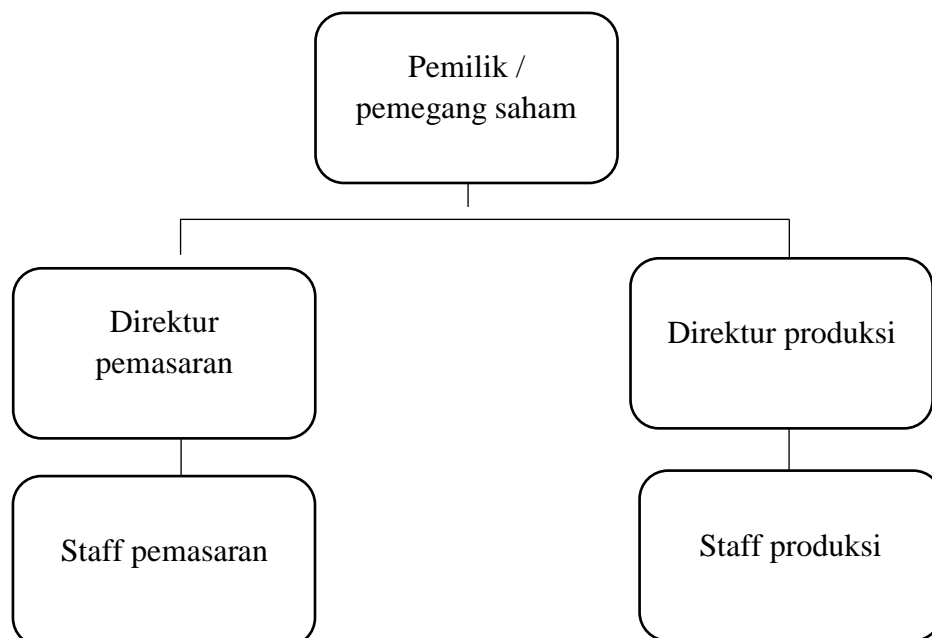 Pemilik /
pemegang saham
Direktur
pemasaran
Direktur produksi
Staff pemasaran
Staff produksi